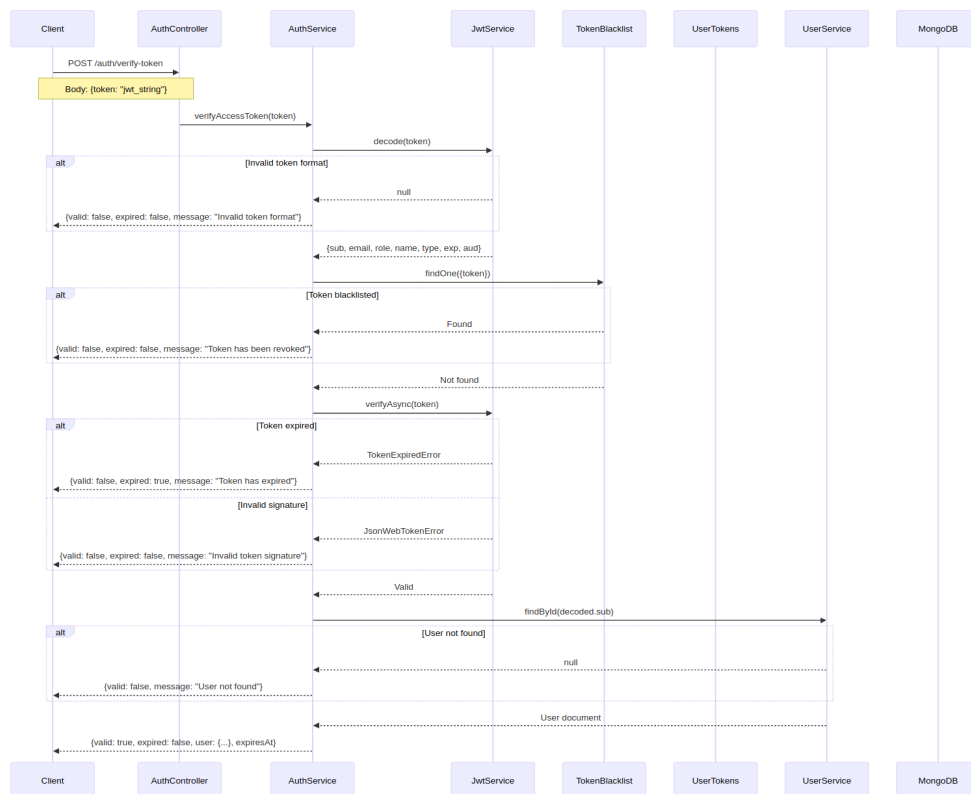 Client AuthController AuthService JwtService TokenBlacklist UserTokens UserService MongoDB
POST /auth/verify-token
Body: {token: "jwt_string"}
verifyAccessToken(token)
decode(token)
alt [Invalid token format]
null
{valid: false, expired: false, message: "Invalid token format"}
{sub, email, role, name, type, exp, aud}
findOne({token})
alt [Token blacklisted]
Found
{valid: false, expired: false, message: "Token has been revoked"}
Not found
verifyAsync(token)
alt [Token expired]
TokenExpiredError
{valid: false, expired: true, message: "Token has expired"}
[Invalid signature]
JsonWebTokenError
{valid: false, expired: false, message: "Invalid token signature"}
Valid
findById(decoded.sub)
alt [User not found]
null
{valid: false, message: "User not found"}
User document
{valid: true, expired: false, user: {...}, expiresAt}
Client AuthController AuthService JwtService TokenBlacklist UserTokens UserService MongoDB